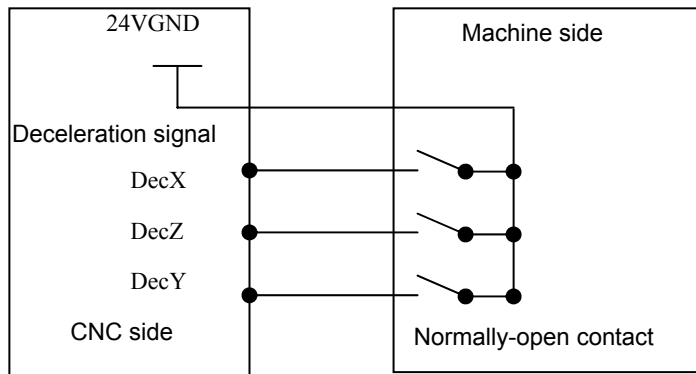 24VGND
Machine side
Deceleration signal
DecX
DecZ
DecY
CNC side
Normally-open contact